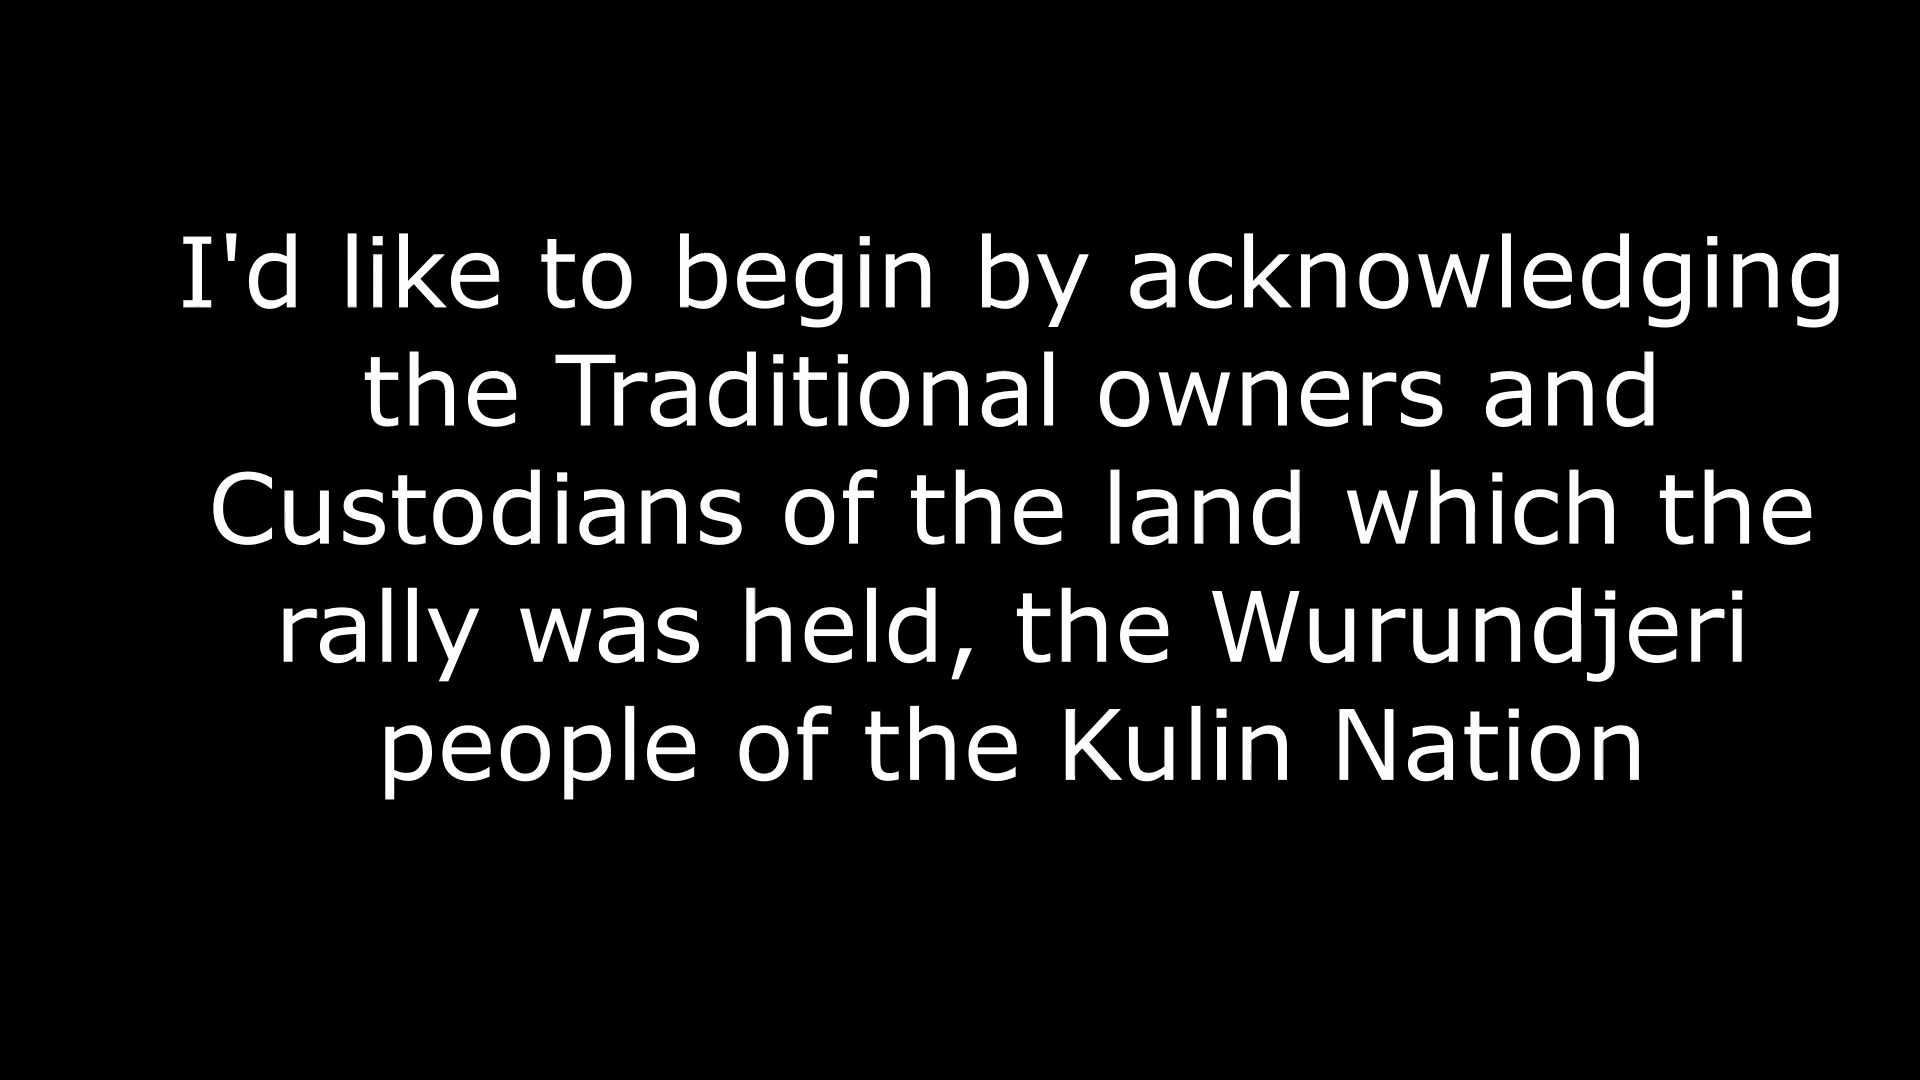 I'd like to begin by acknowledging
the Traditional owners and
Custodians of the land which the
rally was held, the Wurundjeri
people of the Kulin Nation